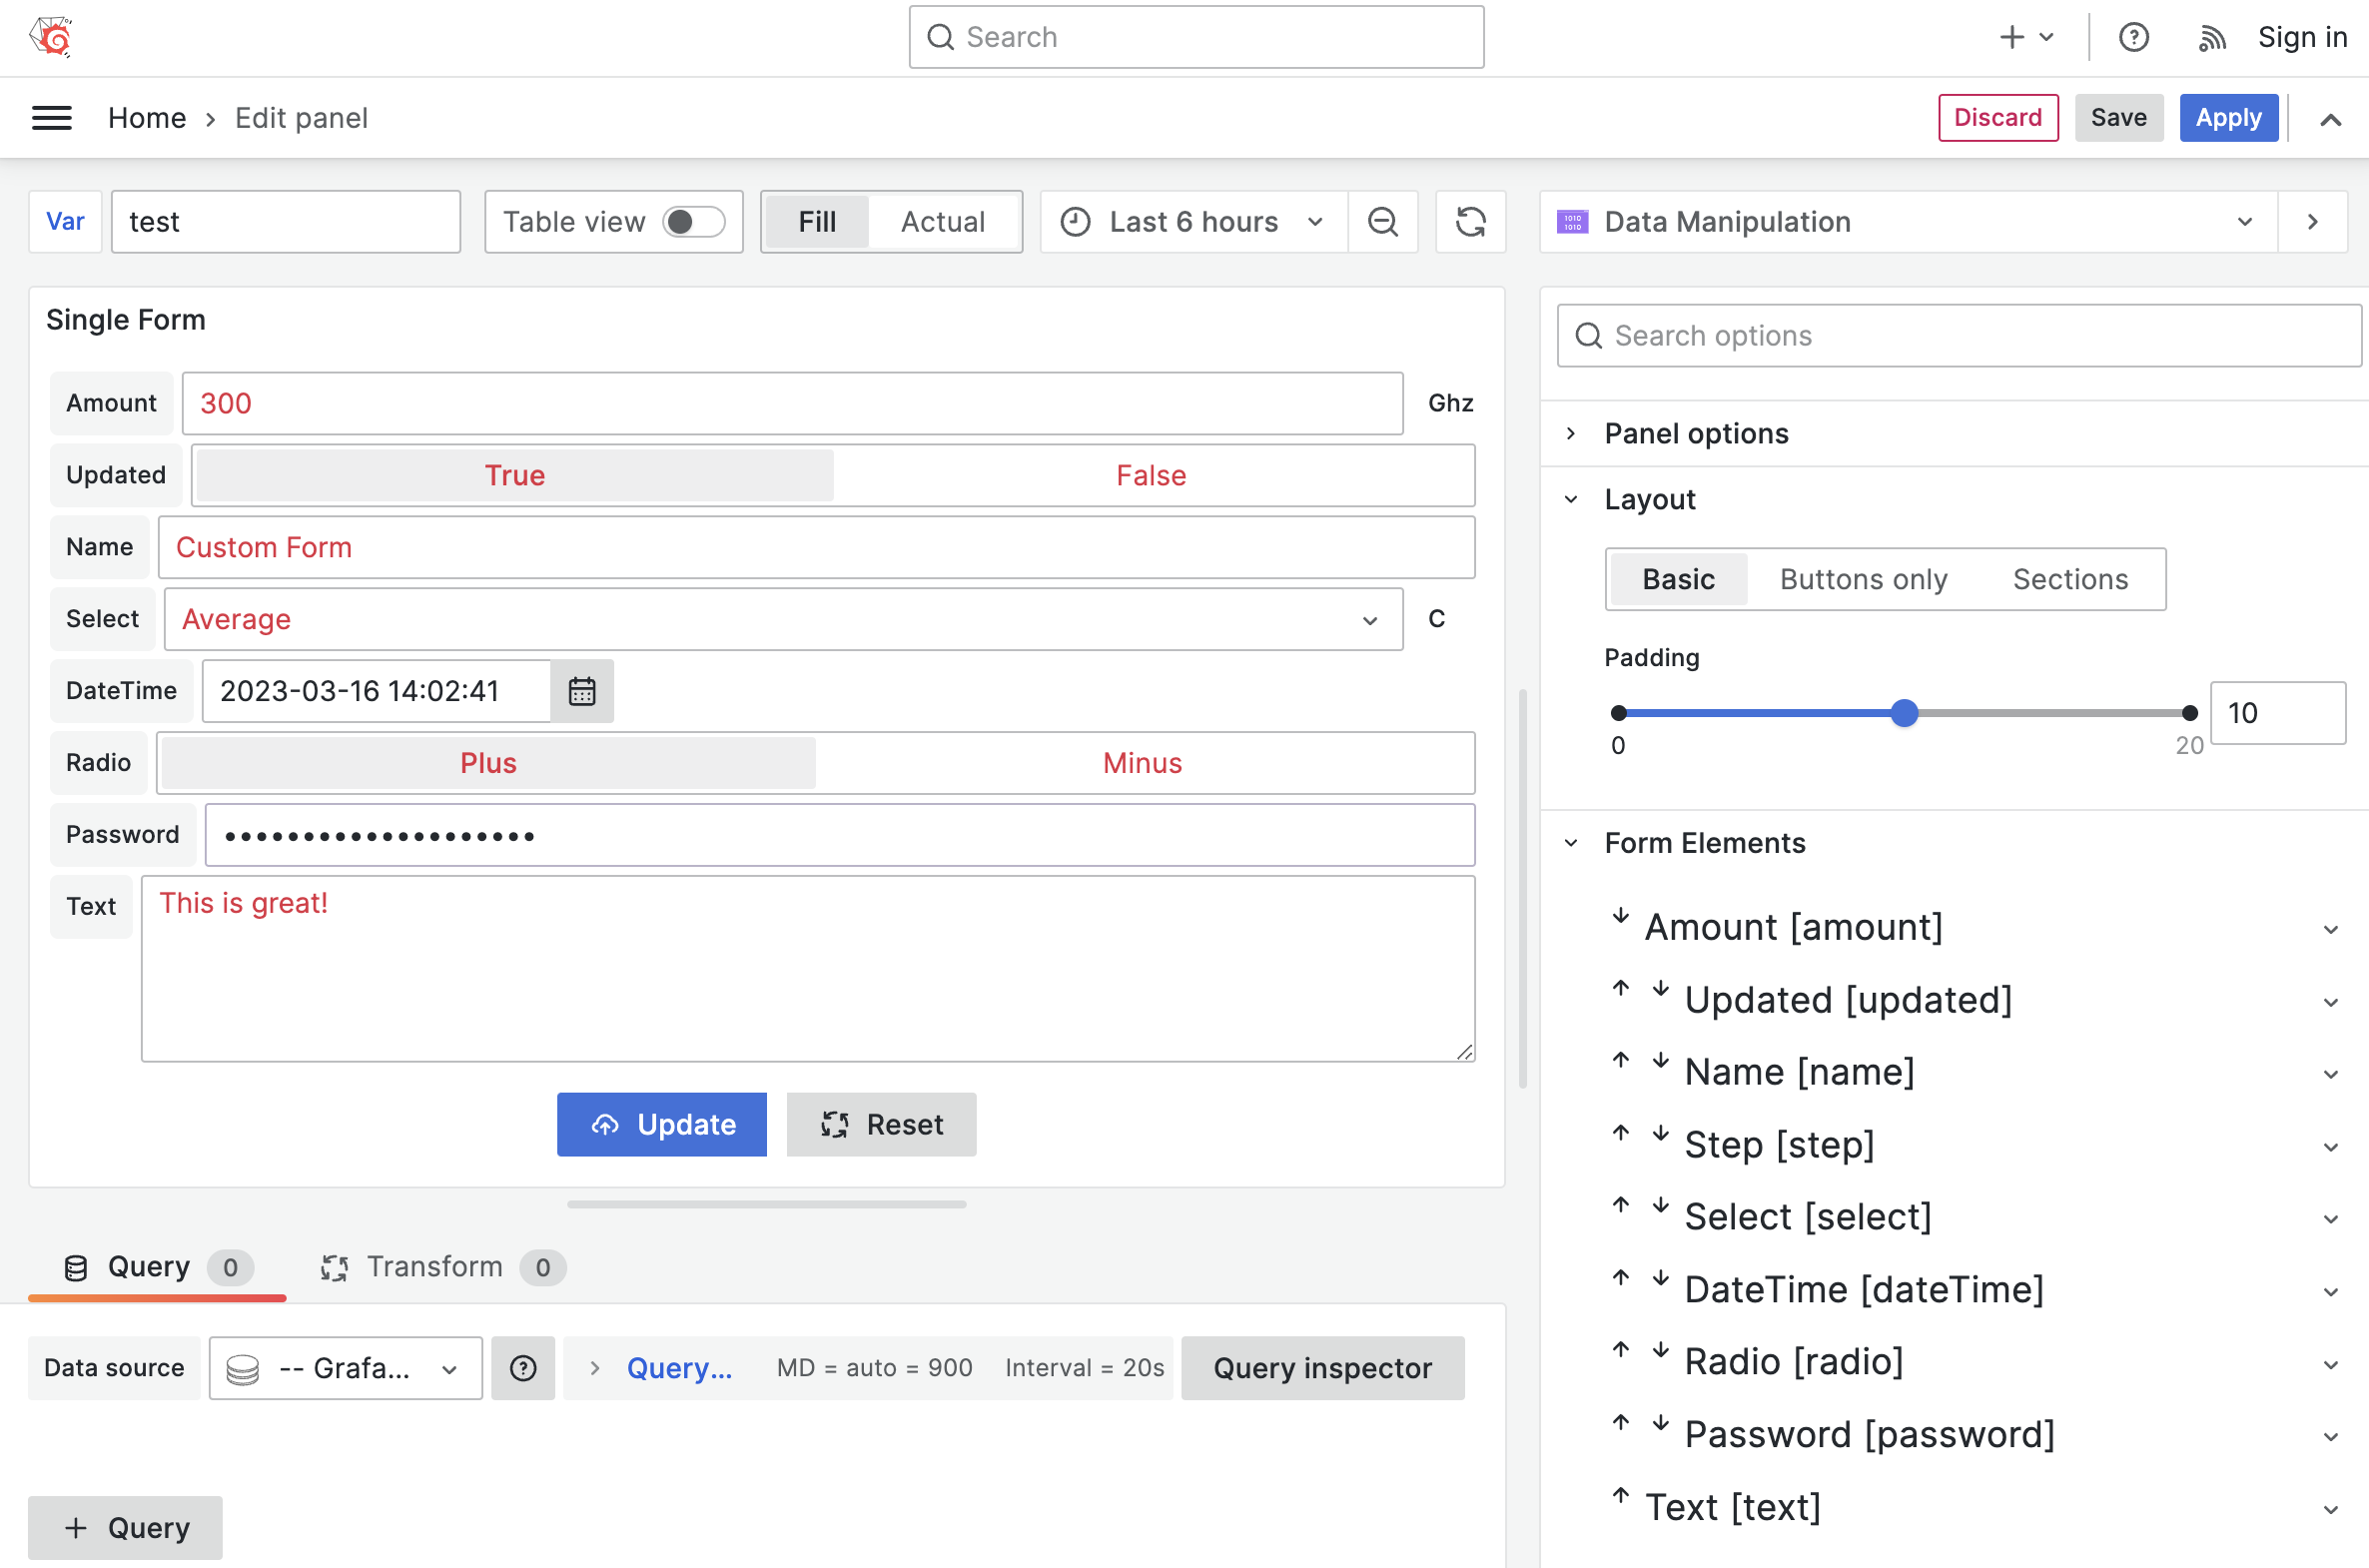 Search
Sign in
Home › Edit panel
Discard Save Apply
Var test Table view Fill Actual Last 6 hours
Data Manipulation
Single Form
Amount 300 Ghz
Updated True False
Name Custom Form
Select Average C
DateTime 2023-03-16 14:02:41
Radio Plus Minus
Password ••••••••••••••••••••
Text This is great!
Update Reset
Query 0 Transform 0
Data source -- Grafa... Query... MD = auto = 900 Interval = 20s Query inspector
+ Query
Search options
Panel options
Layout
Basic Buttons only Sections
Padding
10
0 20
Form Elements
Amount [amount]
Updated [updated]
Name [name]
Step [step]
Select [select]
DateTime [dateTime]
Radio [radio]
Password [password]
Text [text]